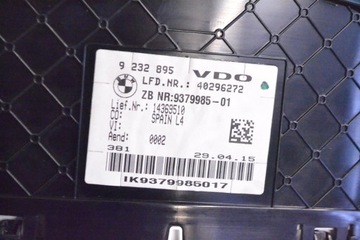 9 232 895 VDO
LFD.NR.: 40296272
ZB NR:9379985-01
Lief.Nr.: 14369510
CO: SPAIN L4
VI:
Aend: 0002
381 29.04.15
IK9379985017